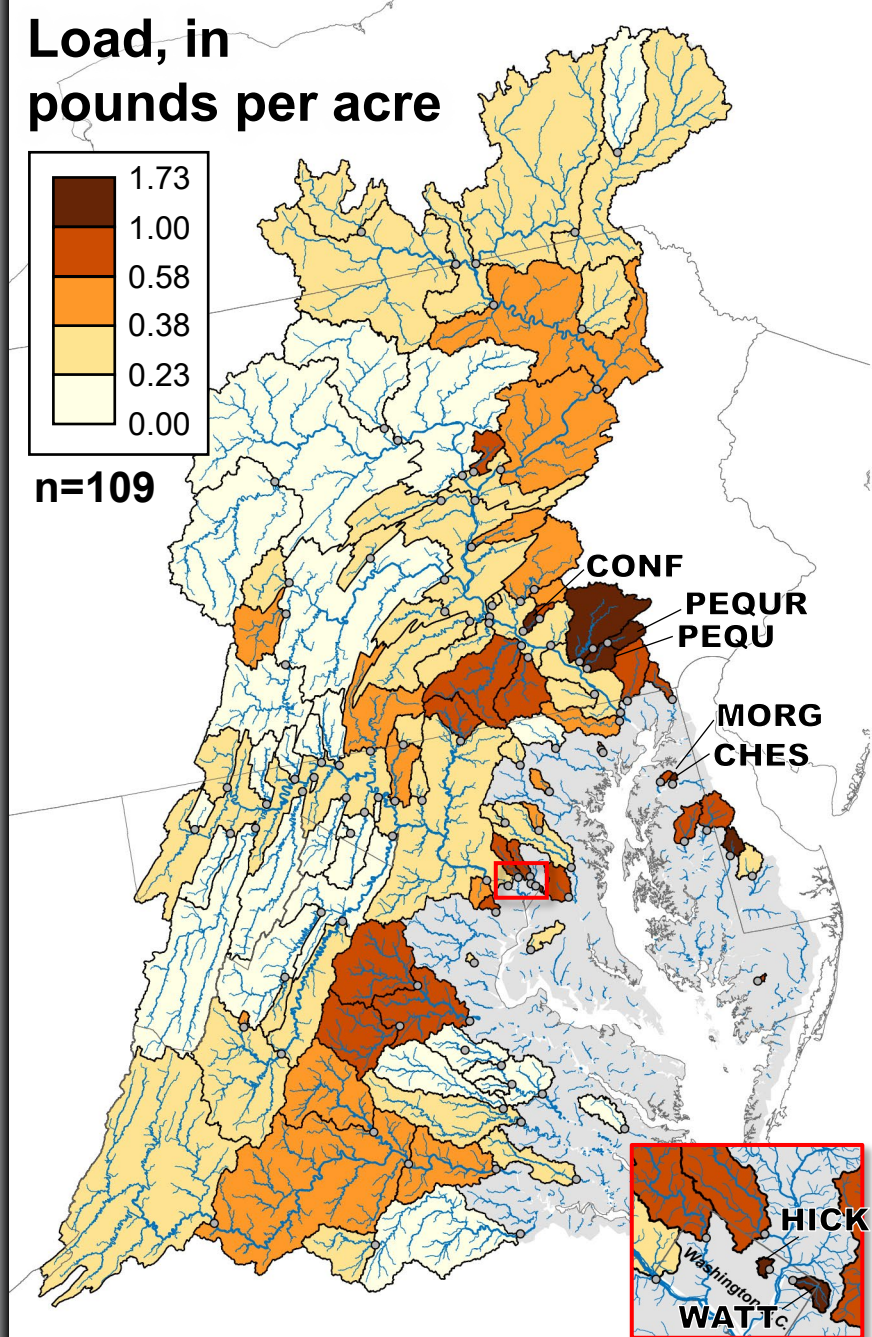 Load, in
pounds per acre
1.73
1.00
0.58
0.38
0.23
0.00
n=109
CONF
PEQUR
PEQU
MORG
CHES
HICK
Washington D.C.
WATT